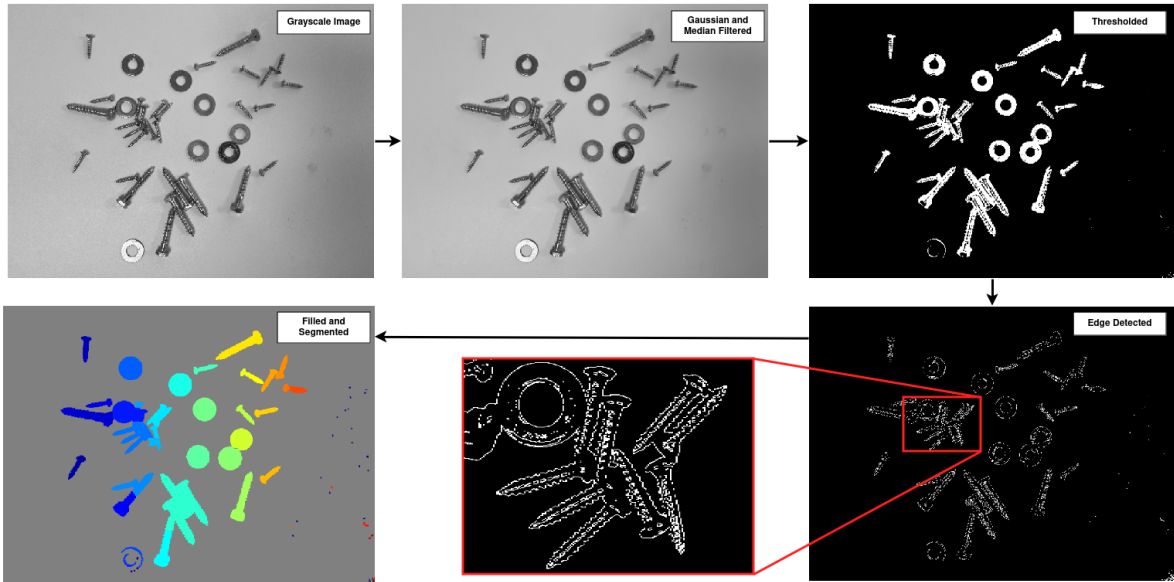 Grayscale Image
Gaussian and
Median Filtered
Thresholded
Filled and
Segmented
Edge Detected